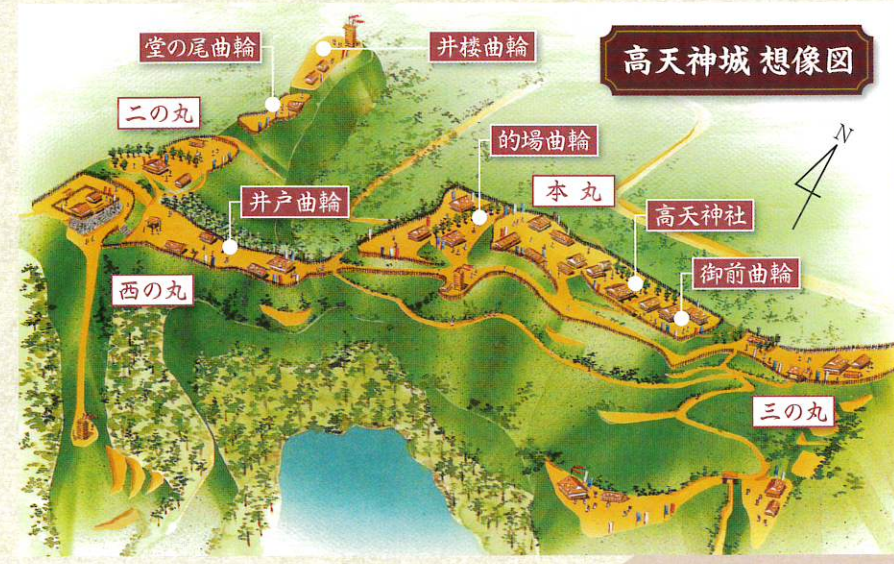 高天神城 想像図
堂の尾曲輪
井楼曲輪
二の丸
的場曲輪
本丸
井戸曲輪
高天神社
西の丸
御前曲輪
三の丸
N